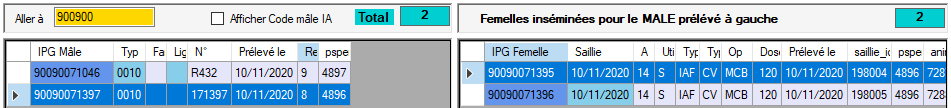 Aller à 900900 Afficher Code mâle IA Total 2 Femelles inséminées pour le MALE prélévé à gauche 2
IPG Mâle Typ Fa Lig N° Prélevé le Re pspe IPG Femelle Saillie A Uti Typ Ty Op Dose Prélevé le saillie_ic pspe anir
90090071046 0010 R432 10/11/2020 9 4897 90090071395 10/11/2020 14 S IAF CV MCB 120 10/11/2020 198004 4896 728
90090071397 0010 171397 10/11/2020 8 4896 90090071396 10/11/2020 14 S IAF CV MCB 120 10/11/2020 198005 4896 728